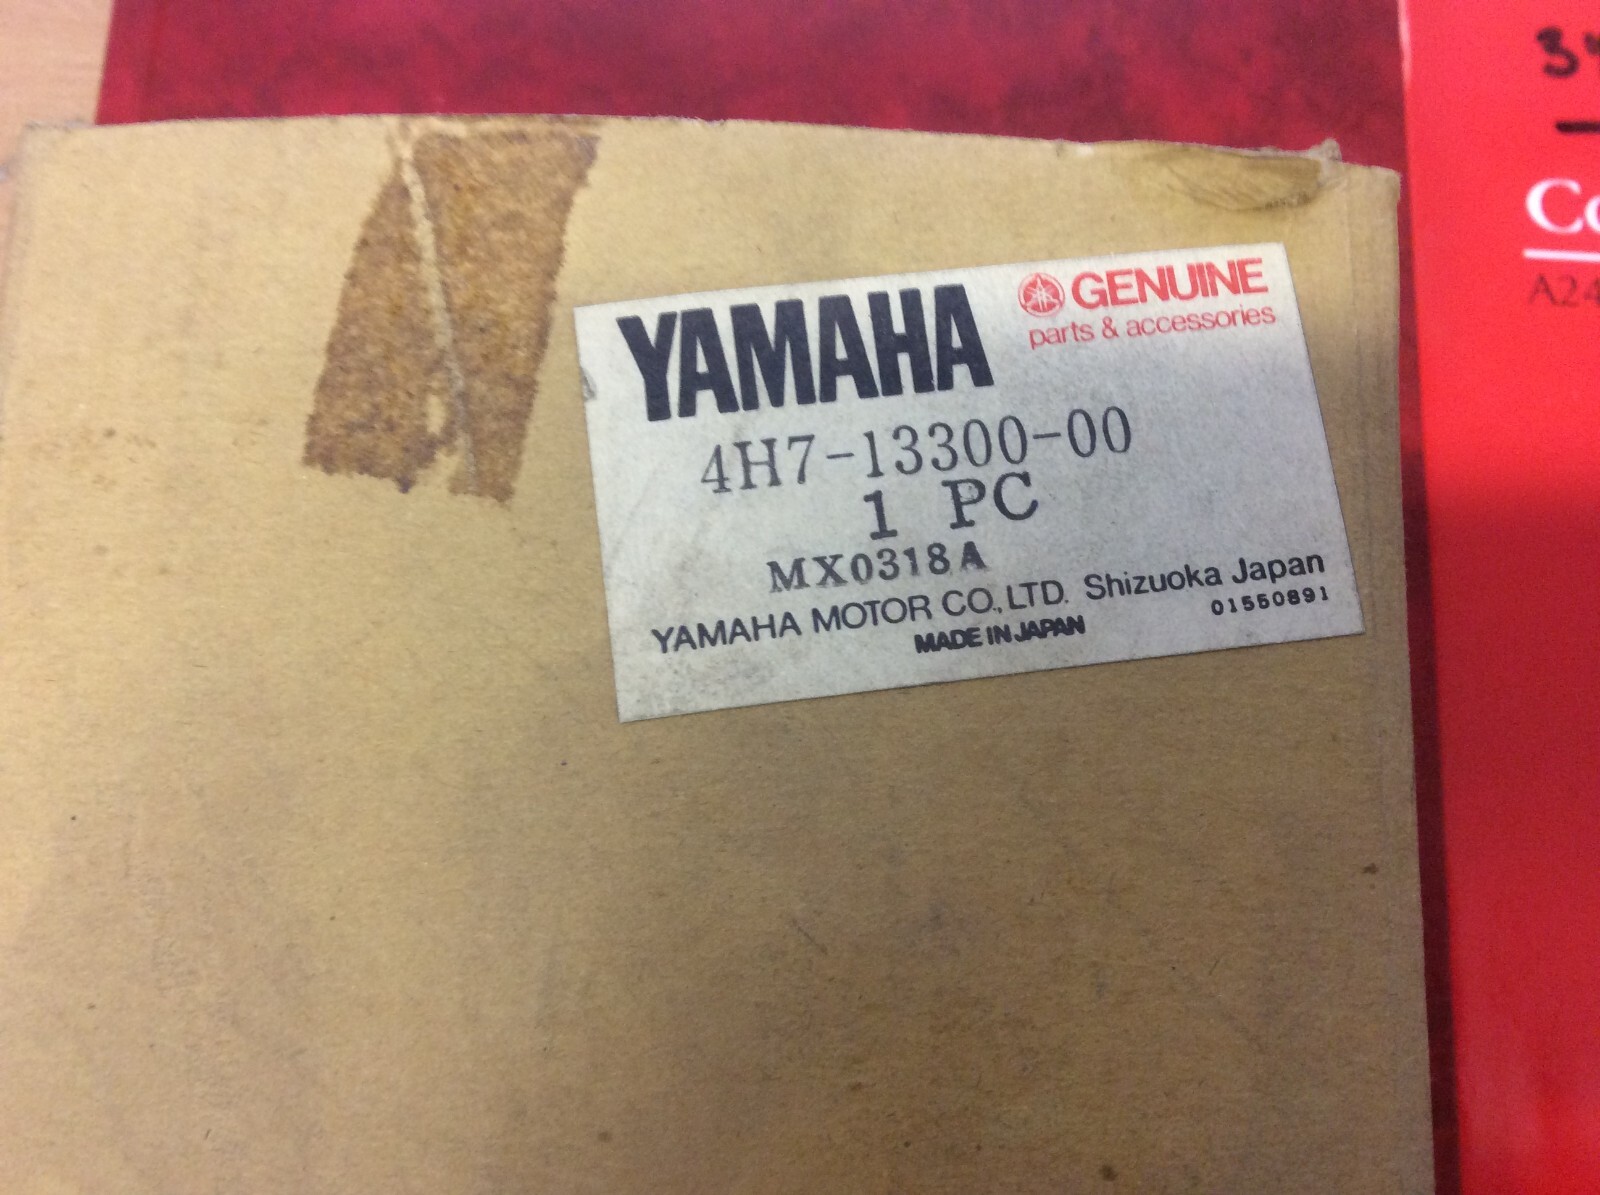 YAMAHA
GENUINE
parts & accessories
4H7-13300-00
1 PC
MX0318A
YAMAHA MOTOR CO., LTD. Shizuoka Japan
MADE IN JAPAN
01550891